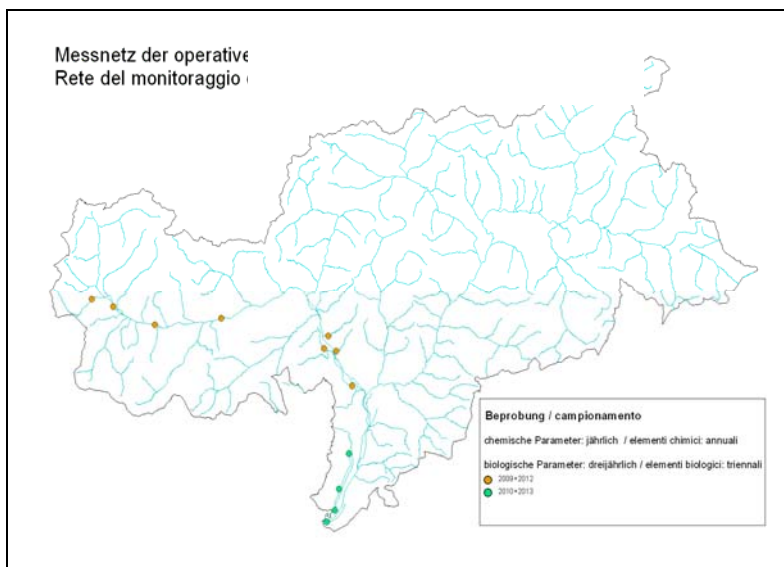 Messnetz der operative
Rete del monitoraggio
Beprobung / campionamento
chemische Parameter: jährlich / elementi chimici: annuali
biologische Parameter: dreijährlich / elementi biologici: triennali
2009+2012
2010+2013